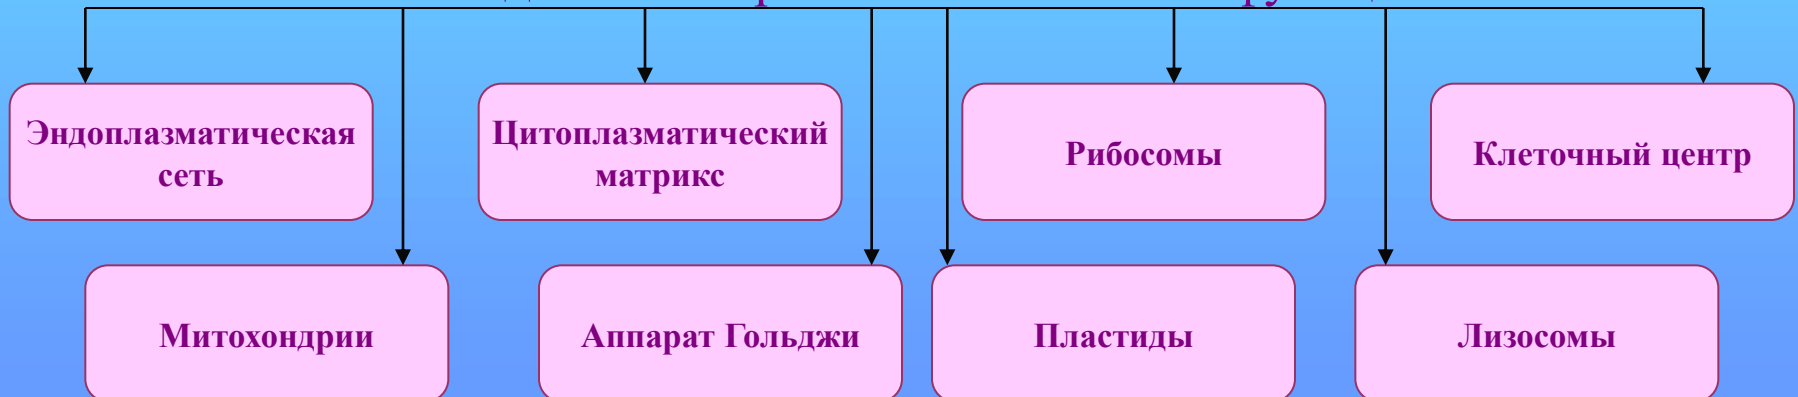 Эндоплазматическая
сеть
Цитоплазматический
матрикс
Рибосомы
Клеточный центр
Митохондрии
Аппарат Гольджи
Пластиды
Лизосомы